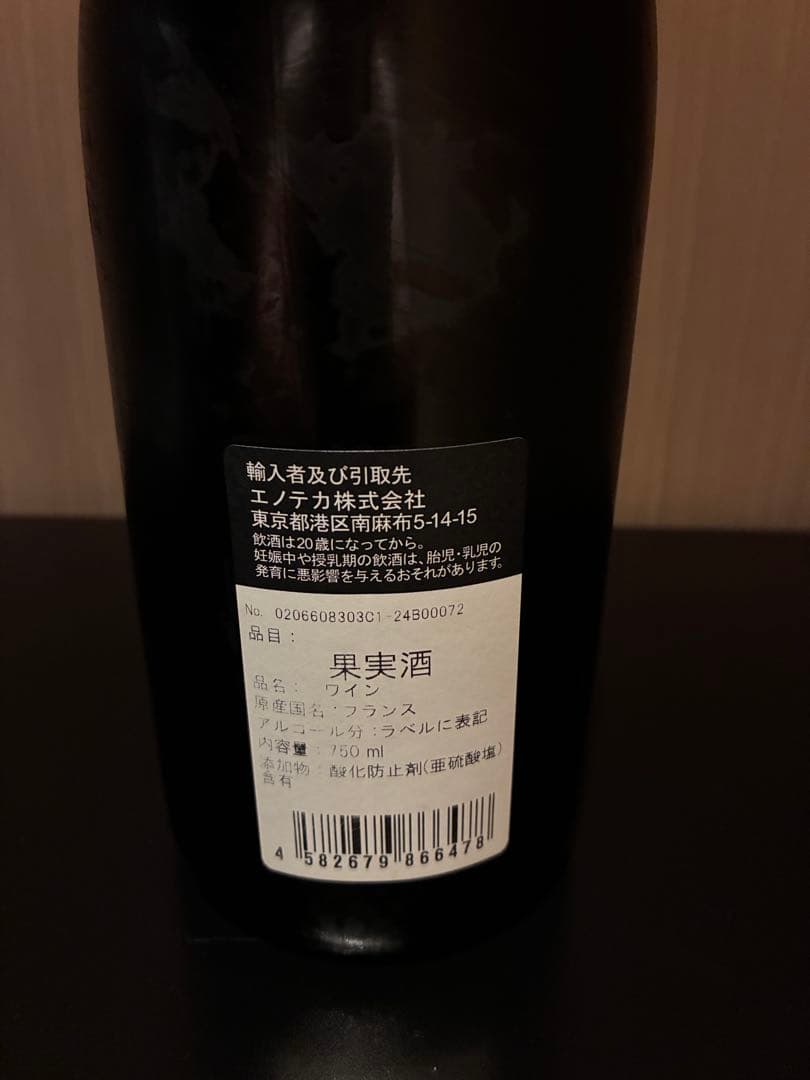 輸入者及び引取先
エノテカ株式会社
東京都港区南麻布5-14-15
飲酒は20歳になってから。
妊娠中や授乳期の飲酒は、胎児・乳児の
発育に悪影響を与えるおそれがあります。
No. 0206608303C1-24B00072
品目：
果実酒
品名： ワイン
原産国名：フランス
アルコール分：ラベルに表記
内容量：750 ml
添加物：酸化防止剤(亜硫酸塩)
含有
4 582679 866478